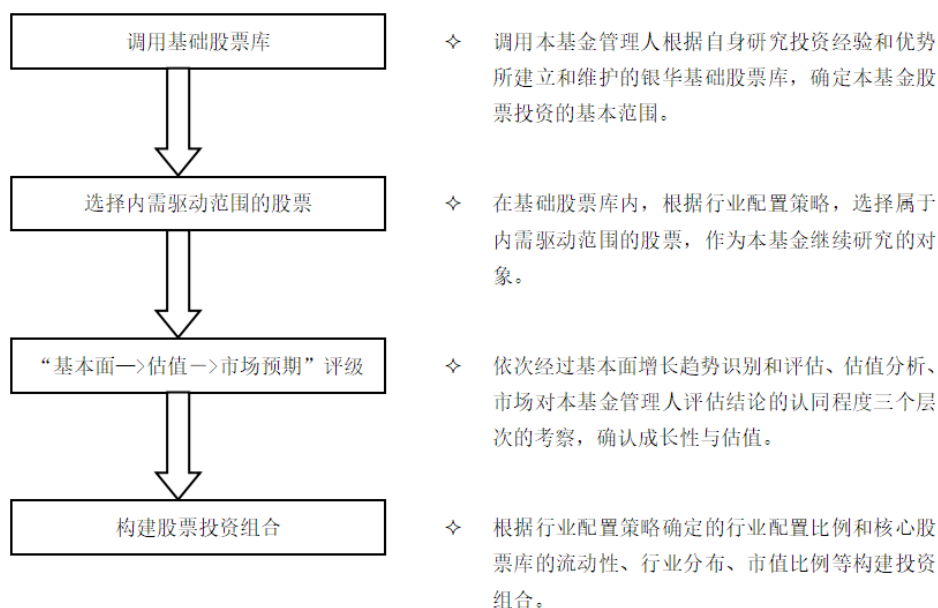 调用基础股票库
✧ 调用本基金管理人根据自身研究投资经验和优势
所建立和维护的银华基础股票库，确定本基金股
票投资的基本范围。
选择内需驱动范围的股票
✧ 在基础股票库内，根据行业配置策略，选择属于
内需驱动范围的股票，作为本基金继续研究的对
象。
“基本面—>估值－>市场预期”评级
✧ 依次经过基本面增长趋势识别和评估、估值分析、
市场对本基金管理人评估结论的认同程度三个层
次的考察，确认成长性与估值。
构建股票投资组合
✧ 根据行业配置策略确定的行业配置比例和核心股
票库的流动性、行业分布、市值比例等构建投资
组合。